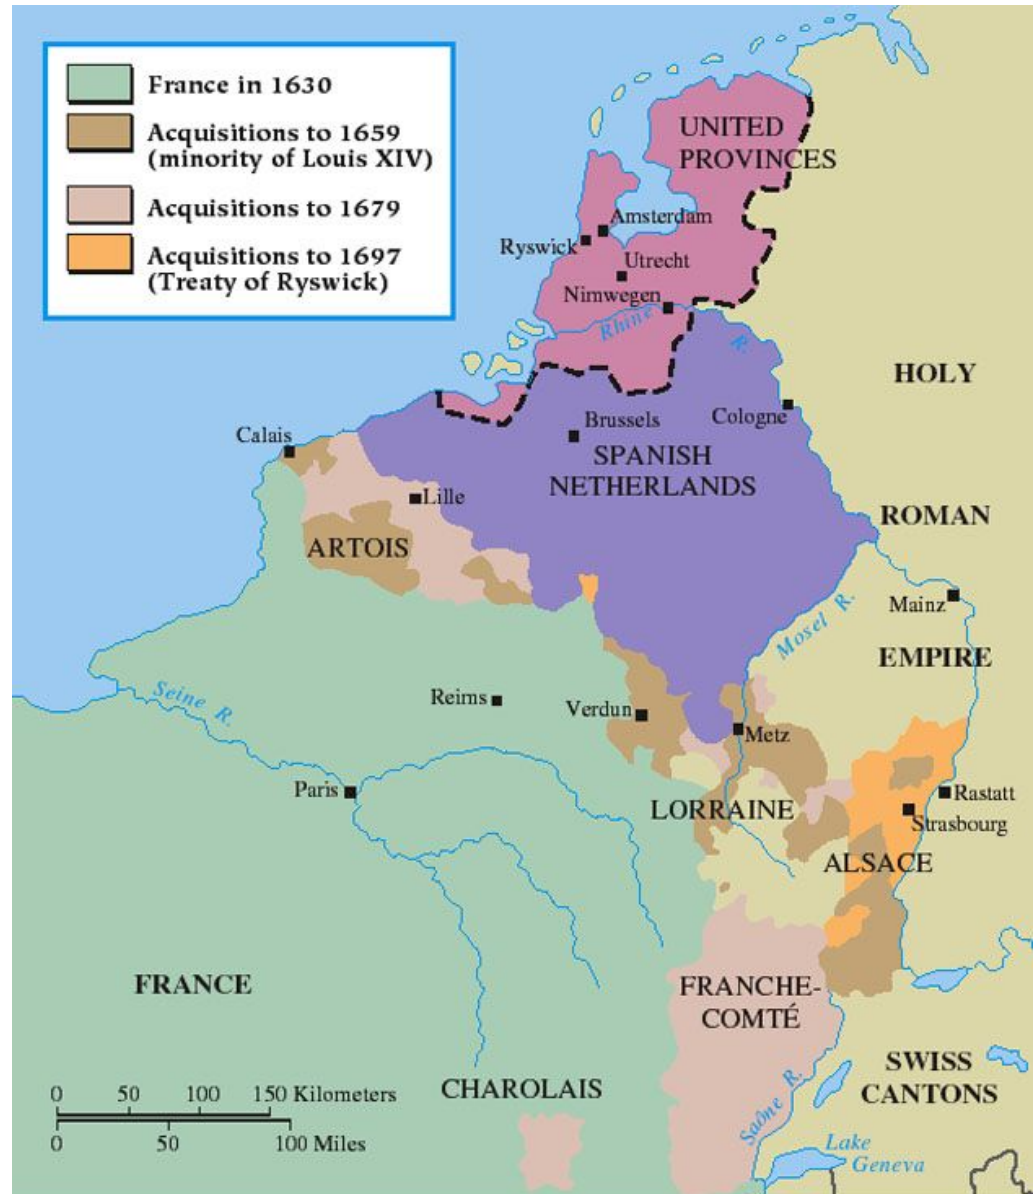 France in 1630
Acquisitions to 1659
(minority of Louis XIV)
Acquisitions to 1679
Acquisitions to 1697
(Treaty of Ryswick)
UNITED
PROVINCES
Amsterdam
Ryswick
Utrecht
Nimwegen
Rhine
R.
HOLY
Brussels
Cologne
Calais
SPANISH
NETHERLANDS
Lille
ROMAN
ARTOIS
Mainz
Mosel R.
EMPIRE
Seine R.
Reims
Verdun
Metz
Paris
LORRAINE
Rastatt
Strasbourg
ALSACE
FRANCE
FRANCHE-
COMTÉ
SWISS
CANTONS
CHAROLAIS
Saône R.
Lake
Geneva
0 50 100 150 Kilometers
0 50 100 Miles